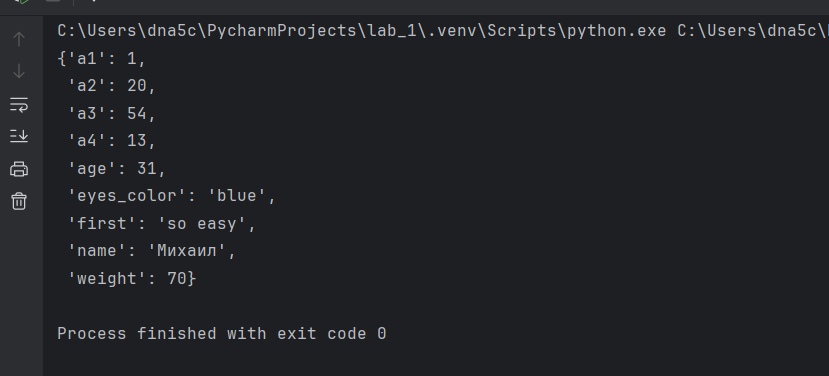 C:\Users\dna5c\PycharmProjects\lab_1\.venv\Scripts\python.exe C:\Users\dna5c\
{'a1': 1,
 'a2': 20,
 'a3': 54,
 'a4': 13,
 'age': 31,
 'eyes_color': 'blue',
 'first': 'so easy',
 'name': 'Михаил',
 'weight': 70}
Process finished with exit code 0